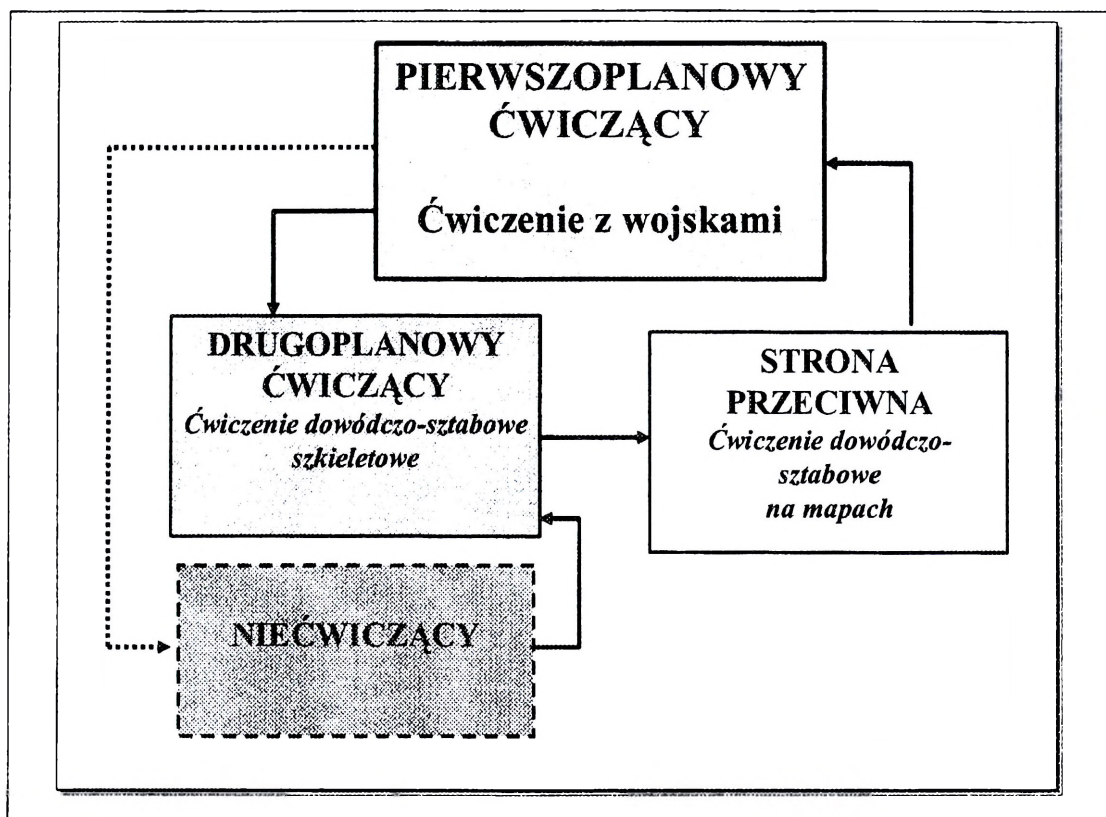 PIERWSZOPLANOWY
ĆWICZĄCY
Ćwiczenie z wojskami
DRUGOPLANOWY
ĆWICZĄCY
Ćwiczenie dowódczo-sztabowe
szkieletowe
STRONA
PRZECIWNA
Ćwiczenie dowódczo-
sztabowe
na mapach
NIEĆWICZĄCY